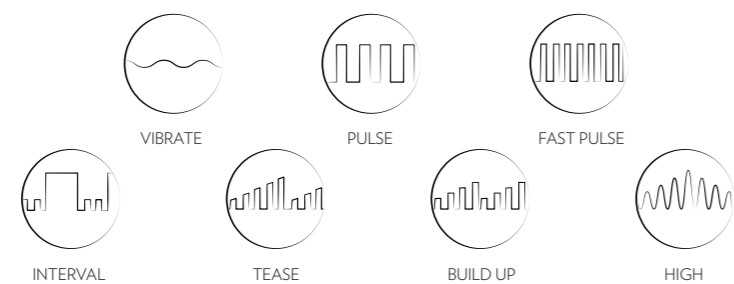 VIBRATE
PULSE
FAST PULSE
INTERVAL
TEASE
BUILD UP
HIGH